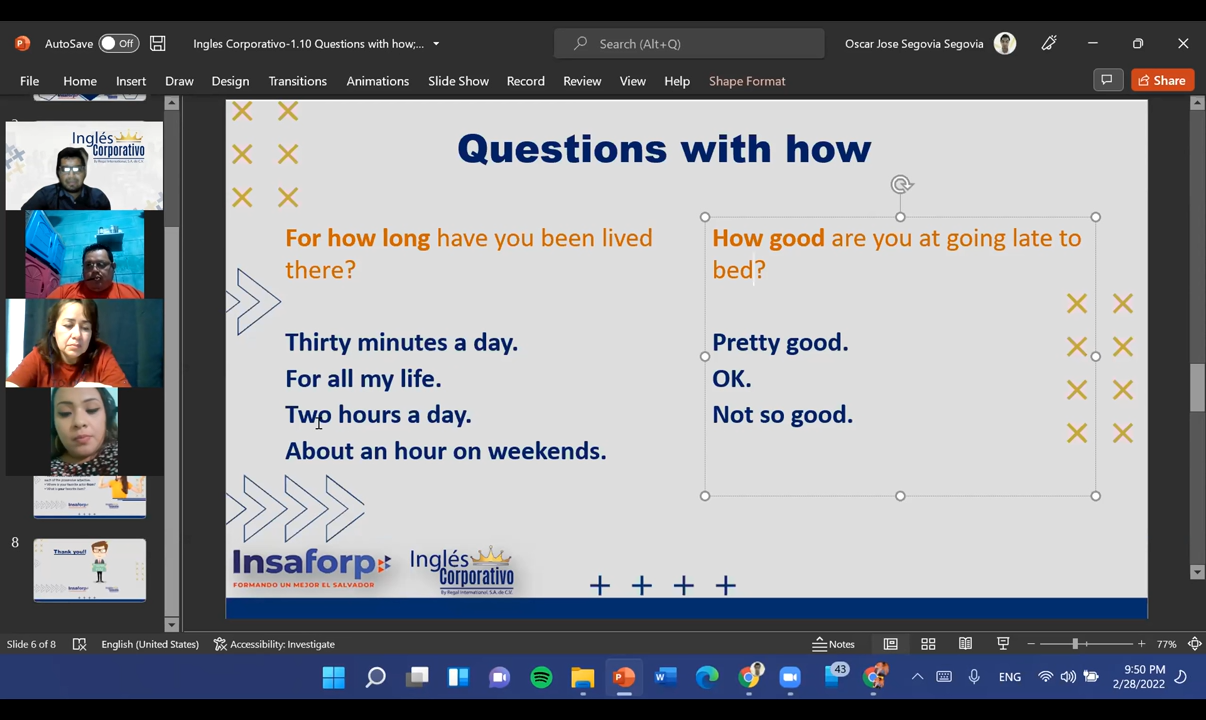 AutoSave Off
Ingles Corporativo-1.10 Questions with how;...
Search (Alt+Q)
Oscar Jose Segovia Segovia
File Home Insert Draw Design Transitions Animations Slide Show Record Review View Help Shape Format
Share
Inglés
Corporativo
Questions with how
For how long have you been lived
there?
Thirty minutes a day.
For all my life.
Two hours a day.
About an hour on weekends.
How good are you at going late to
bed?
Pretty good.
OK.
Not so good.
Insaforp
FORMANDO UN MEJOR EL SALVADOR
Inglés
Corporativo
By Regal International, S.A. de C.V.
8
Thank you!!
Slide 6 of 8
English (United States)
Accessibility: Investigate
Notes
77%
43
ENG
9:50 PM
2/28/2022